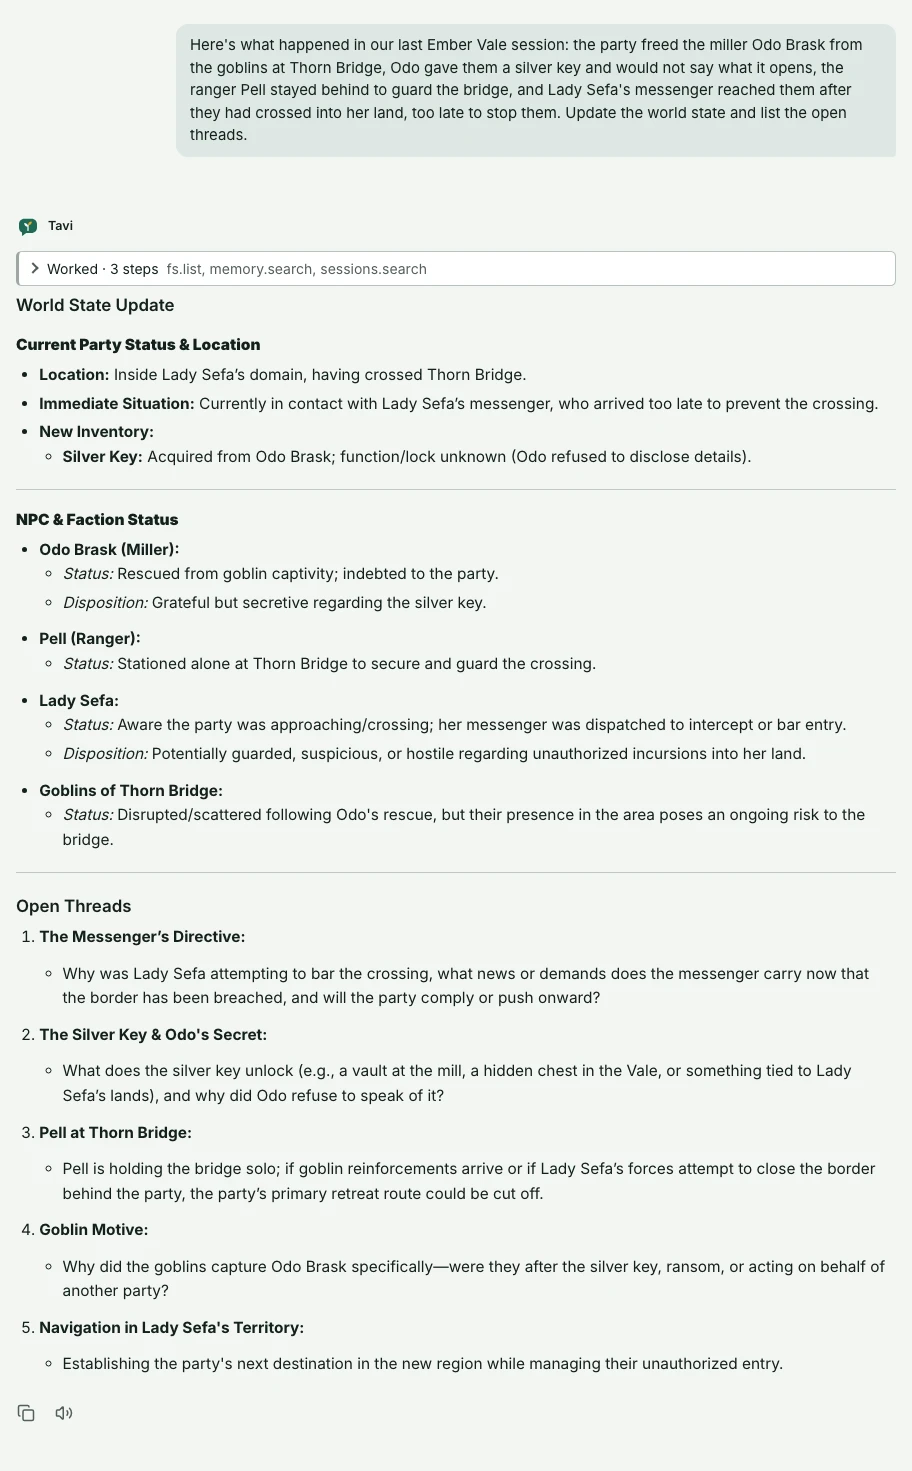 Here's what happened in our last Ember Vale session: the party freed the miller Odo Brask from
the goblins at Thorn Bridge, Odo gave them a silver key and would not say what it opens, the
ranger Pell stayed behind to guard the bridge, and Lady Sefa's messenger reached them after
they had crossed into her land, too late to stop them. Update the world state and list the open
threads.
Tavi
Worked · 3 steps fs.list, memory.search, sessions.search
World State Update
Current Party Status & Location
• Location: Inside Lady Sefa’s domain, having crossed Thorn Bridge.
• Immediate Situation: Currently in contact with Lady Sefa’s messenger, who arrived too late to prevent the crossing.
• New Inventory:
◦ Silver Key: Acquired from Odo Brask; function/lock unknown (Odo refused to disclose details).
NPC & Faction Status
• Odo Brask (Miller):
◦ Status: Rescued from goblin captivity; indebted to the party.
◦ Disposition: Grateful but secretive regarding the silver key.
• Pell (Ranger):
◦ Status: Stationed alone at Thorn Bridge to secure and guard the crossing.
• Lady Sefa:
◦ Status: Aware the party was approaching/crossing; her messenger was dispatched to intercept or bar entry.
◦ Disposition: Potentially guarded, suspicious, or hostile regarding unauthorized incursions into her land.
• Goblins of Thorn Bridge:
◦ Status: Disrupted/scattered following Odo's rescue, but their presence in the area poses an ongoing risk to the
bridge.
Open Threads
1. The Messenger’s Directive:
◦ Why was Lady Sefa attempting to bar the crossing, what news or demands does the messenger carry now that
the border has been breached, and will the party comply or push onward?
2. The Silver Key & Odo's Secret:
◦ What does the silver key unlock (e.g., a vault at the mill, a hidden chest in the Vale, or something tied to Lady
Sefa’s lands), and why did Odo refuse to speak of it?
3. Pell at Thorn Bridge:
◦ Pell is holding the bridge solo; if goblin reinforcements arrive or if Lady Sefa’s forces attempt to close the border
behind the party, the party’s primary retreat route could be cut off.
4. Goblin Motive:
◦ Why did the goblins capture Odo Brask specifically—were they after the silver key, ransom, or acting on behalf of
another party?
5. Navigation in Lady Sefa's Territory:
◦ Establishing the party's next destination in the new region while managing their unauthorized entry.